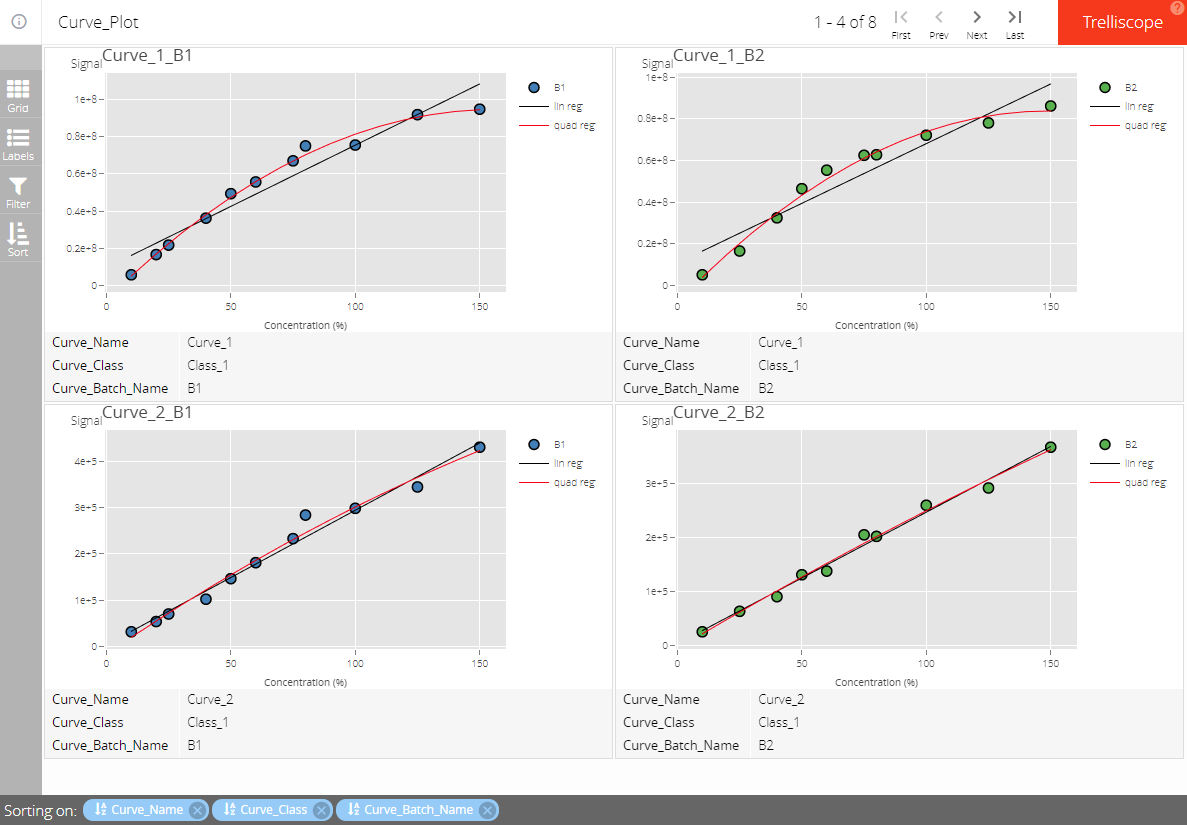 Curve_Plot
1 - 4 of 8
First
Prev
Next
Last
Trelliscope
?
Grid
Labels
Filter
Sort
Curve_1_B1
Signal
1e+8
0.8e+8
0.6e+8
0.4e+8
0.2e+8
0
0
50
100
150
Concentration (%)
B1
lin reg
quad reg
Curve_Name
Curve_1
Curve_Class
Class_1
Curve_Batch_Name
B1
Curve_1_B2
Signal
1e+8
0.8e+8
0.6e+8
0.4e+8
0.2e+8
0
0
50
100
150
Concentration (%)
B2
lin reg
quad reg
Curve_Name
Curve_1
Curve_Class
Class_1
Curve_Batch_Name
B2
Curve_2_B1
Signal
4e+5
3e+5
2e+5
1e+5
0
0
50
100
150
Concentration (%)
B1
lin reg
quad reg
Curve_Name
Curve_2
Curve_Class
Class_1
Curve_Batch_Name
B1
Curve_2_B2
Signal
3e+5
2e+5
1e+5
0
0
50
100
150
Concentration (%)
B2
lin reg
quad reg
Curve_Name
Curve_2
Curve_Class
Class_1
Curve_Batch_Name
B2
Sorting on:
Curve_Name
Curve_Class
Curve_Batch_Name